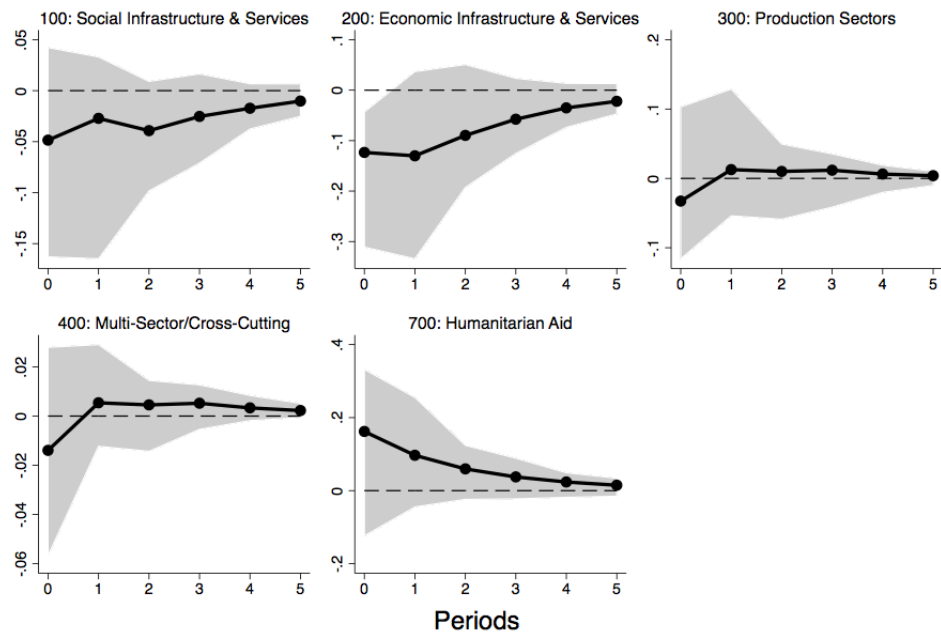 100: Social Infrastructure & Services
.05
0
-.05
-.1
-.15
0 1 2 3 4 5
200: Economic Infrastructure & Services
.1
0
-.1
-.2
-.3
0 1 2 3 4 5
300: Production Sectors
.2
.1
0
-.1
0 1 2 3 4 5
400: Multi-Sector/Cross-Cutting
.02
0
-.02
-.04
-.06
0 1 2 3 4 5
700: Humanitarian Aid
.4
.2
0
-.2
0 1 2 3 4 5
Periods